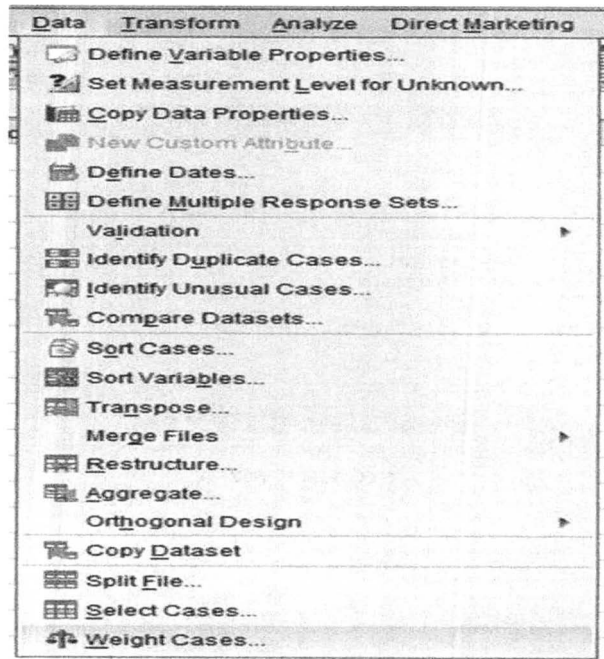 Data Transform Analyze Direct Marketing
Define Variable Properties...
Set Measurement Level for Unknown...
Copy Data Properties...
New Custom Attribute...
Define Dates...
Define Multiple Response Sets...
Validation
Identify Duplicate Cases...
Identify Unusual Cases...
Compare Datasets...
Sort Cases...
Sort Variables...
Transpose...
Merge Files
Restructure...
Aggregate...
Orthogonal Design
Copy Dataset
Split File...
Select Cases...
Weight Cases...